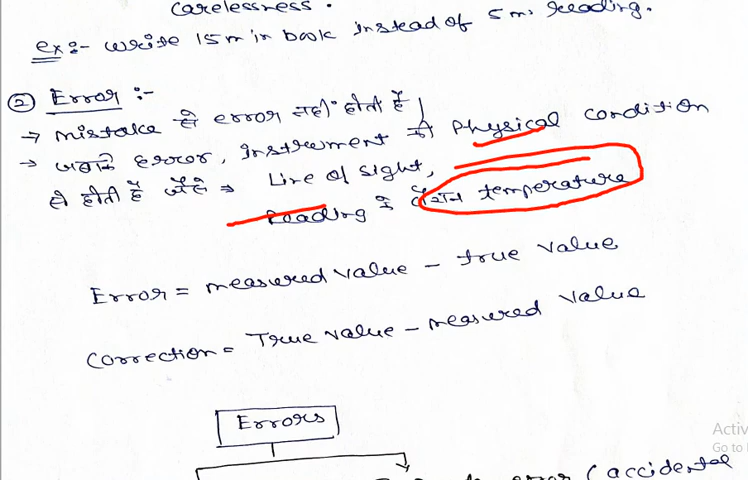 carelessness.
ex:- write 15m in book instead of 5m reading.
② Error :-
→ mistake से error नहीं होती है।
→ जबकि error, instrument की physical condition
से होती है जैसे ⇒ Line of sight,
Reading के दौरान temperature
Error = measured value - true value
Correction = True value - measured value
Errors
error (accidental
Activ
Go to